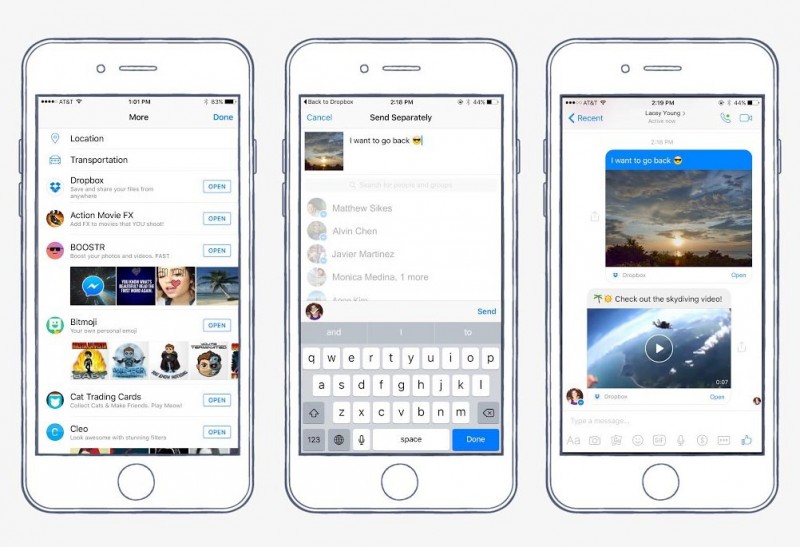 AT&T
1:01 PM
83%
More
Done
Location
Transportation
Dropbox
Save and share your files from
anywhere
OPEN
Action Movie FX
Add FX to movies that YOU shoot!
OPEN
BOOSTR
Boost your photos and videos. FAST
OPEN
Bitmoji
Your own personal emoji
OPEN
Cat Trading Cards
Collect Cats & Make Friends. Play Meow!
OPEN
Cleo
Look awesome with stunning filters
OPEN
Back to Dropbox
2:16 PM
44%
Cancel
Send Separately
I want to go back 😎
Search for people and groups
Matthew Sikes
Alvin Chen
Javier Martinez
Monica Medina, 1 more
Send
and
I
to
q w e r t y u i o p
a s d f g h j k l
z x c v b n m
123
space
Done
AT&T
2:19 PM
44%
Recent
Lacey Young
Active now
2:18 PM
I want to go back 😎
Dropbox
Open
🌴 Check out the skydiving video!
0:07
Dropbox
Open
Type a message...
Aa
GIF